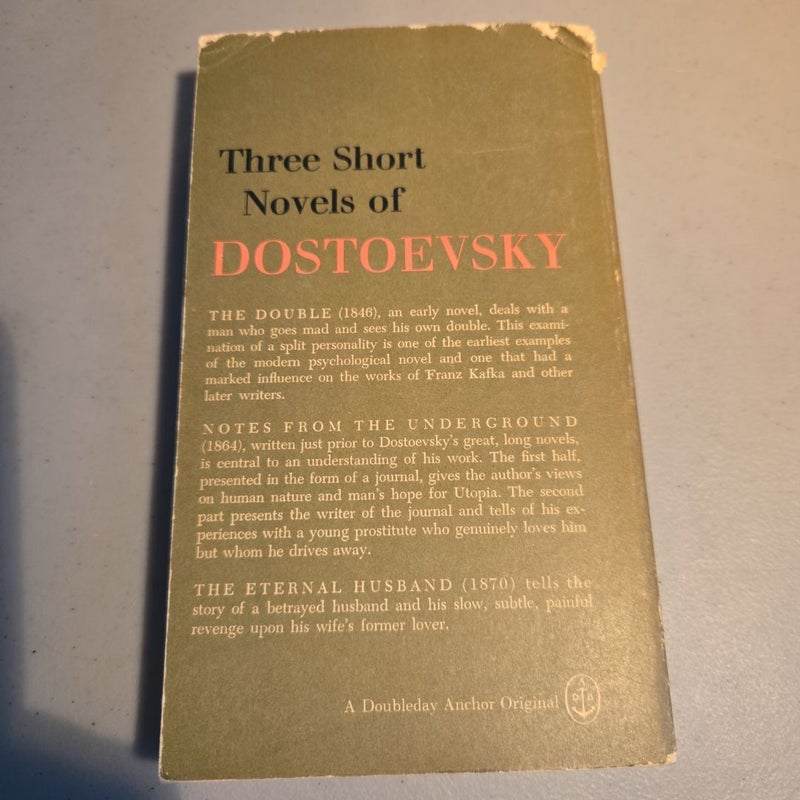 Three Short
Novels of
DOSTOEVSKY
THE DOUBLE (1846), an early novel, deals with a
man who goes mad and sees his own double. This exami-
nation of a split personality is one of the earliest examples
of the modern psychological novel and one that had a
marked influence on the works of Franz Kafka and other
later writers.
NOTES FROM THE UNDERGROUND
(1864), written just prior to Dostoevsky's great, long novels,
is central to an understanding of his work. The first half,
presented in the form of a journal, gives the author's views
on human nature and man's hope for Utopia. The second
part presents the writer of the journal and tells of his ex-
periences with a young prostitute who genuinely loves him
but whom he drives away.
THE ETERNAL HUSBAND (1870) tells the
story of a betrayed husband and his slow, subtle, painful
revenge upon his wife's former lover.
A Doubleday Anchor Original